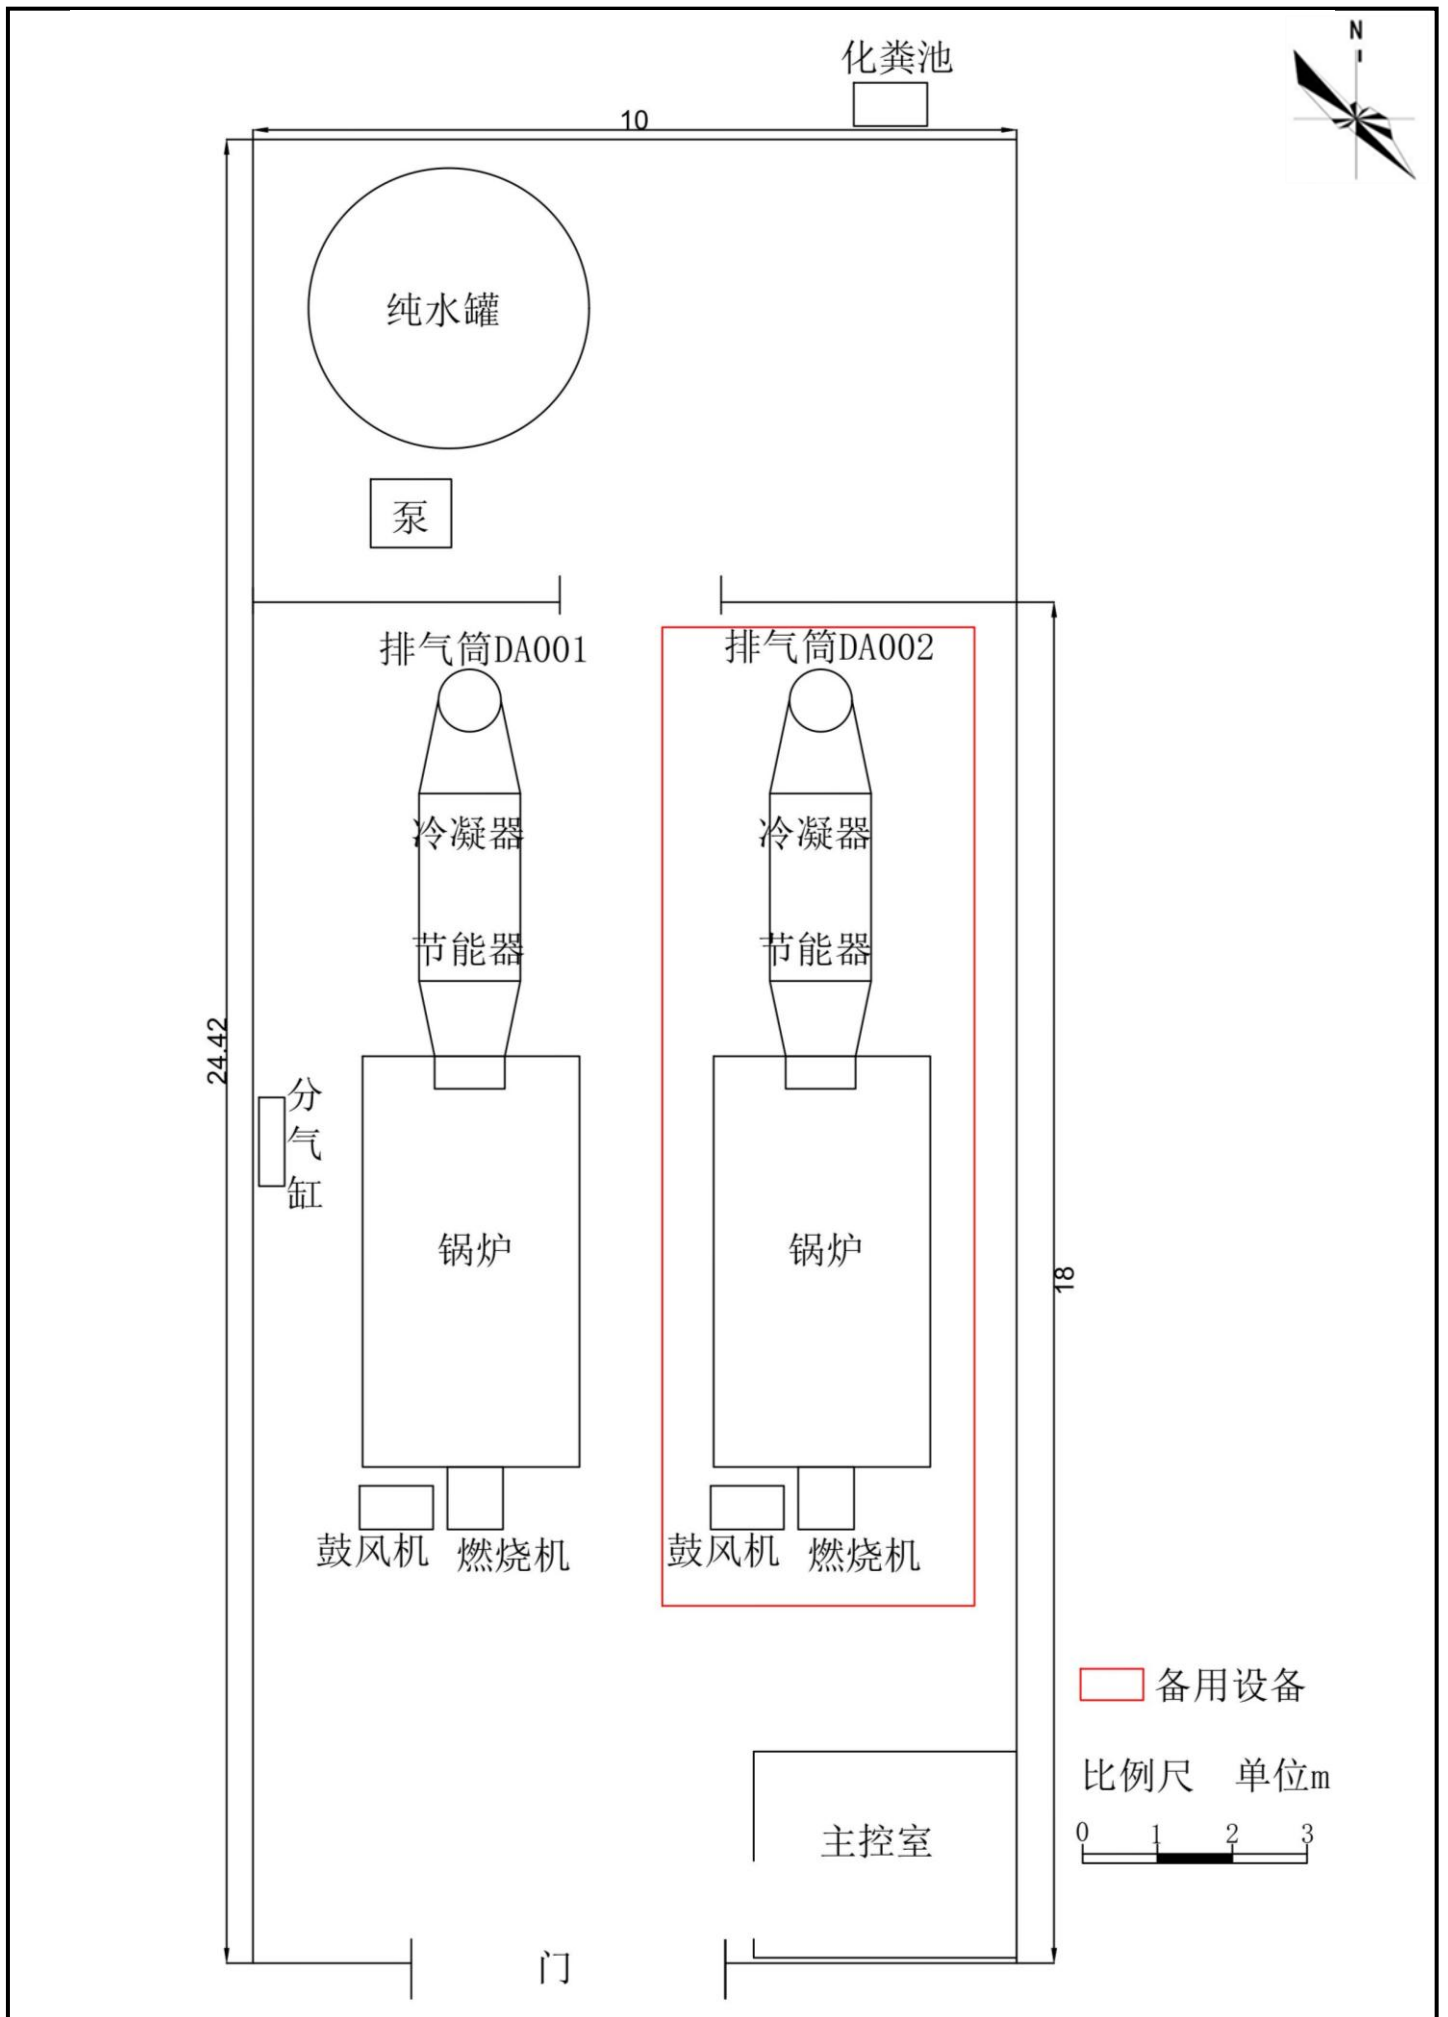 N
化粪池
10
纯水罐
泵
排气筒DA001
排气筒DA002
冷凝器
冷凝器
节能器
节能器
24.42
分
气
缸
锅炉
锅炉
18
鼓风机
燃烧机
鼓风机
燃烧机
备用设备
比例尺 单位m
0 1 2 3
主控室
门